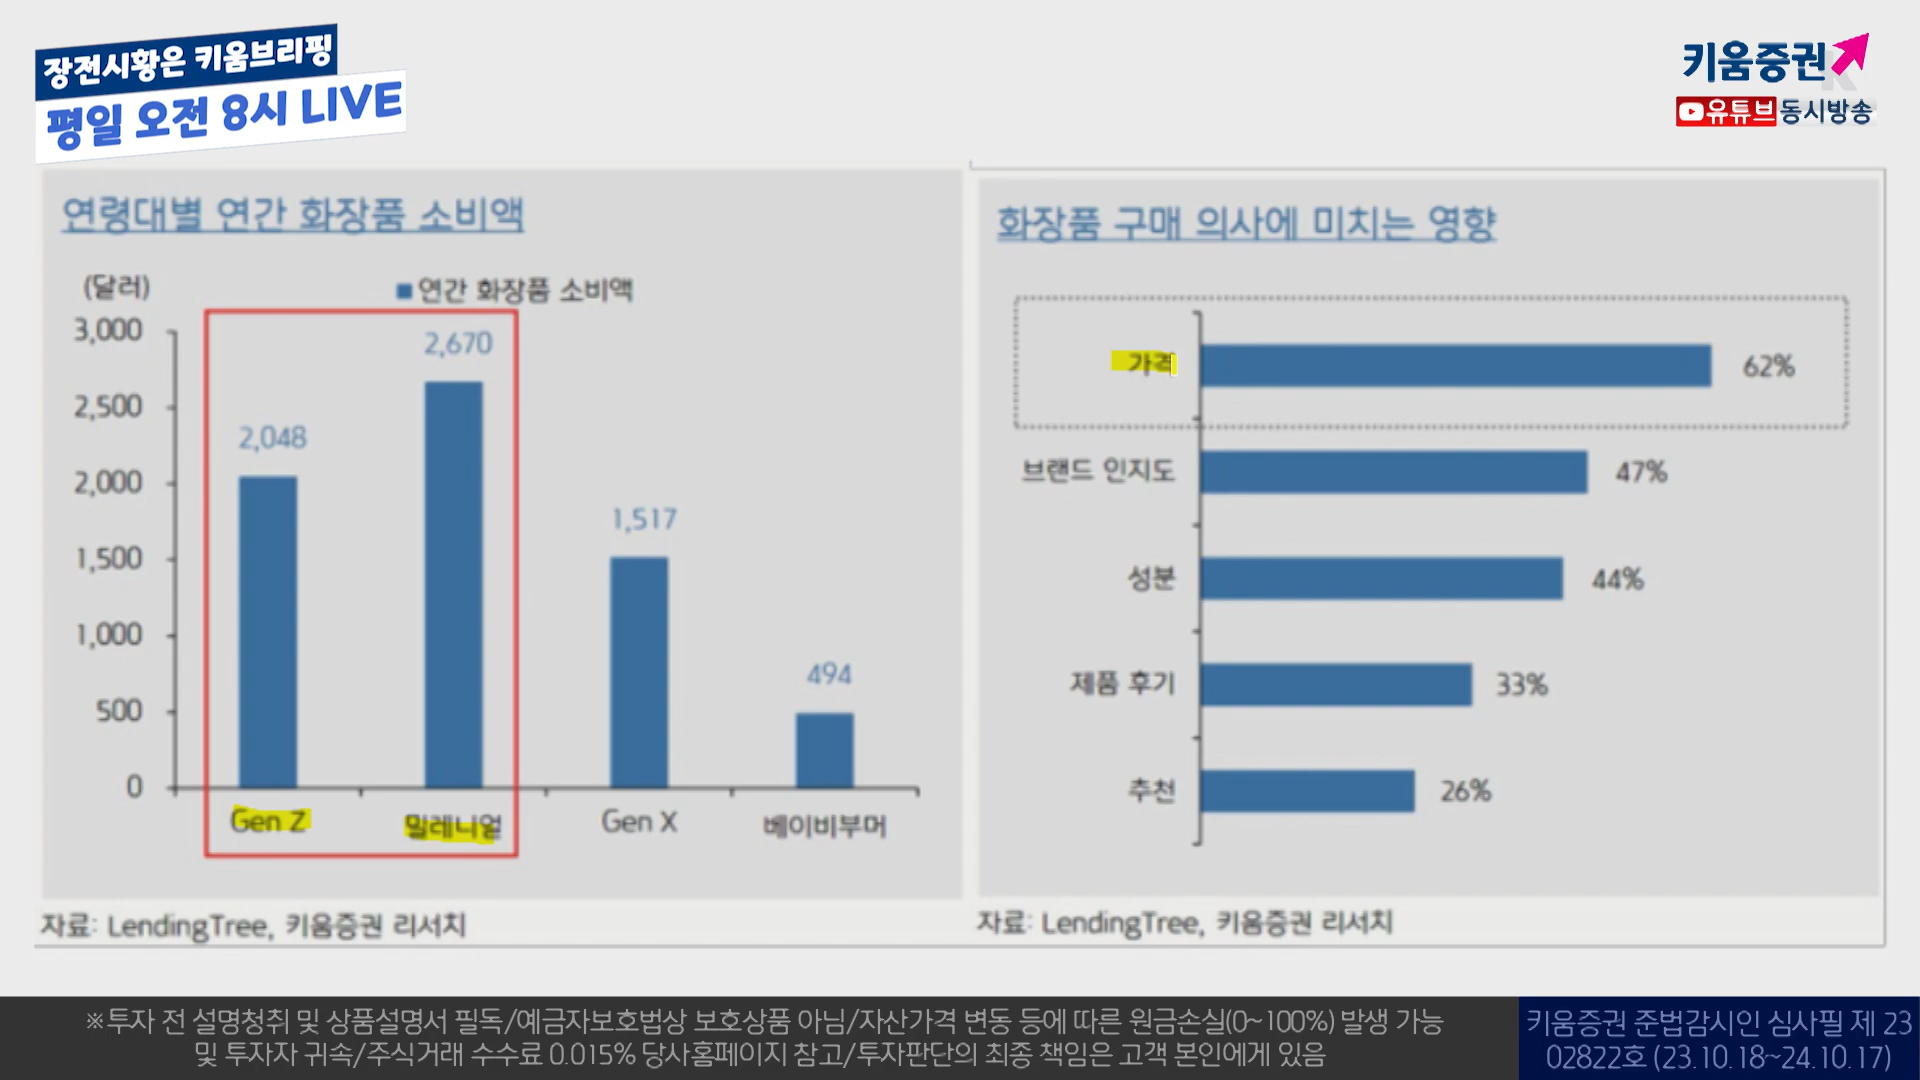 장전시황은 키움브리핑
평일 오전 8시 LIVE
키움증권
유튜브 동시방송
연령대별 연간 화장품 소비액
(달러)
연간 화장품 소비액
3,000
2,500
2,000
1,500
1,000
500
0
2,048
2,670
1,517
494
Gen Z
밀레니얼
Gen X
베이비부머
자료: LendingTree, 키움증권 리서치
화장품 구매 의사에 미치는 영향
가격 62%
브랜드 인지도 47%
성분 44%
제품 후기 33%
추천 26%
자료: LendingTree, 키움증권 리서치
※투자 전 설명청취 및 상품설명서 필독/예금자보호법상 보호상품 아님/자산가격 변동 등에 따른 원금손실(0~100%) 발생 가능
및 투자자 귀속/주식거래 수수료 0.015% 당사홈페이지 참고/투자판단의 최종 책임은 고객 본인에게 있음
키움증권 준법감시인 심사필 제 23
02822호 (23.10.18~24.10.17)